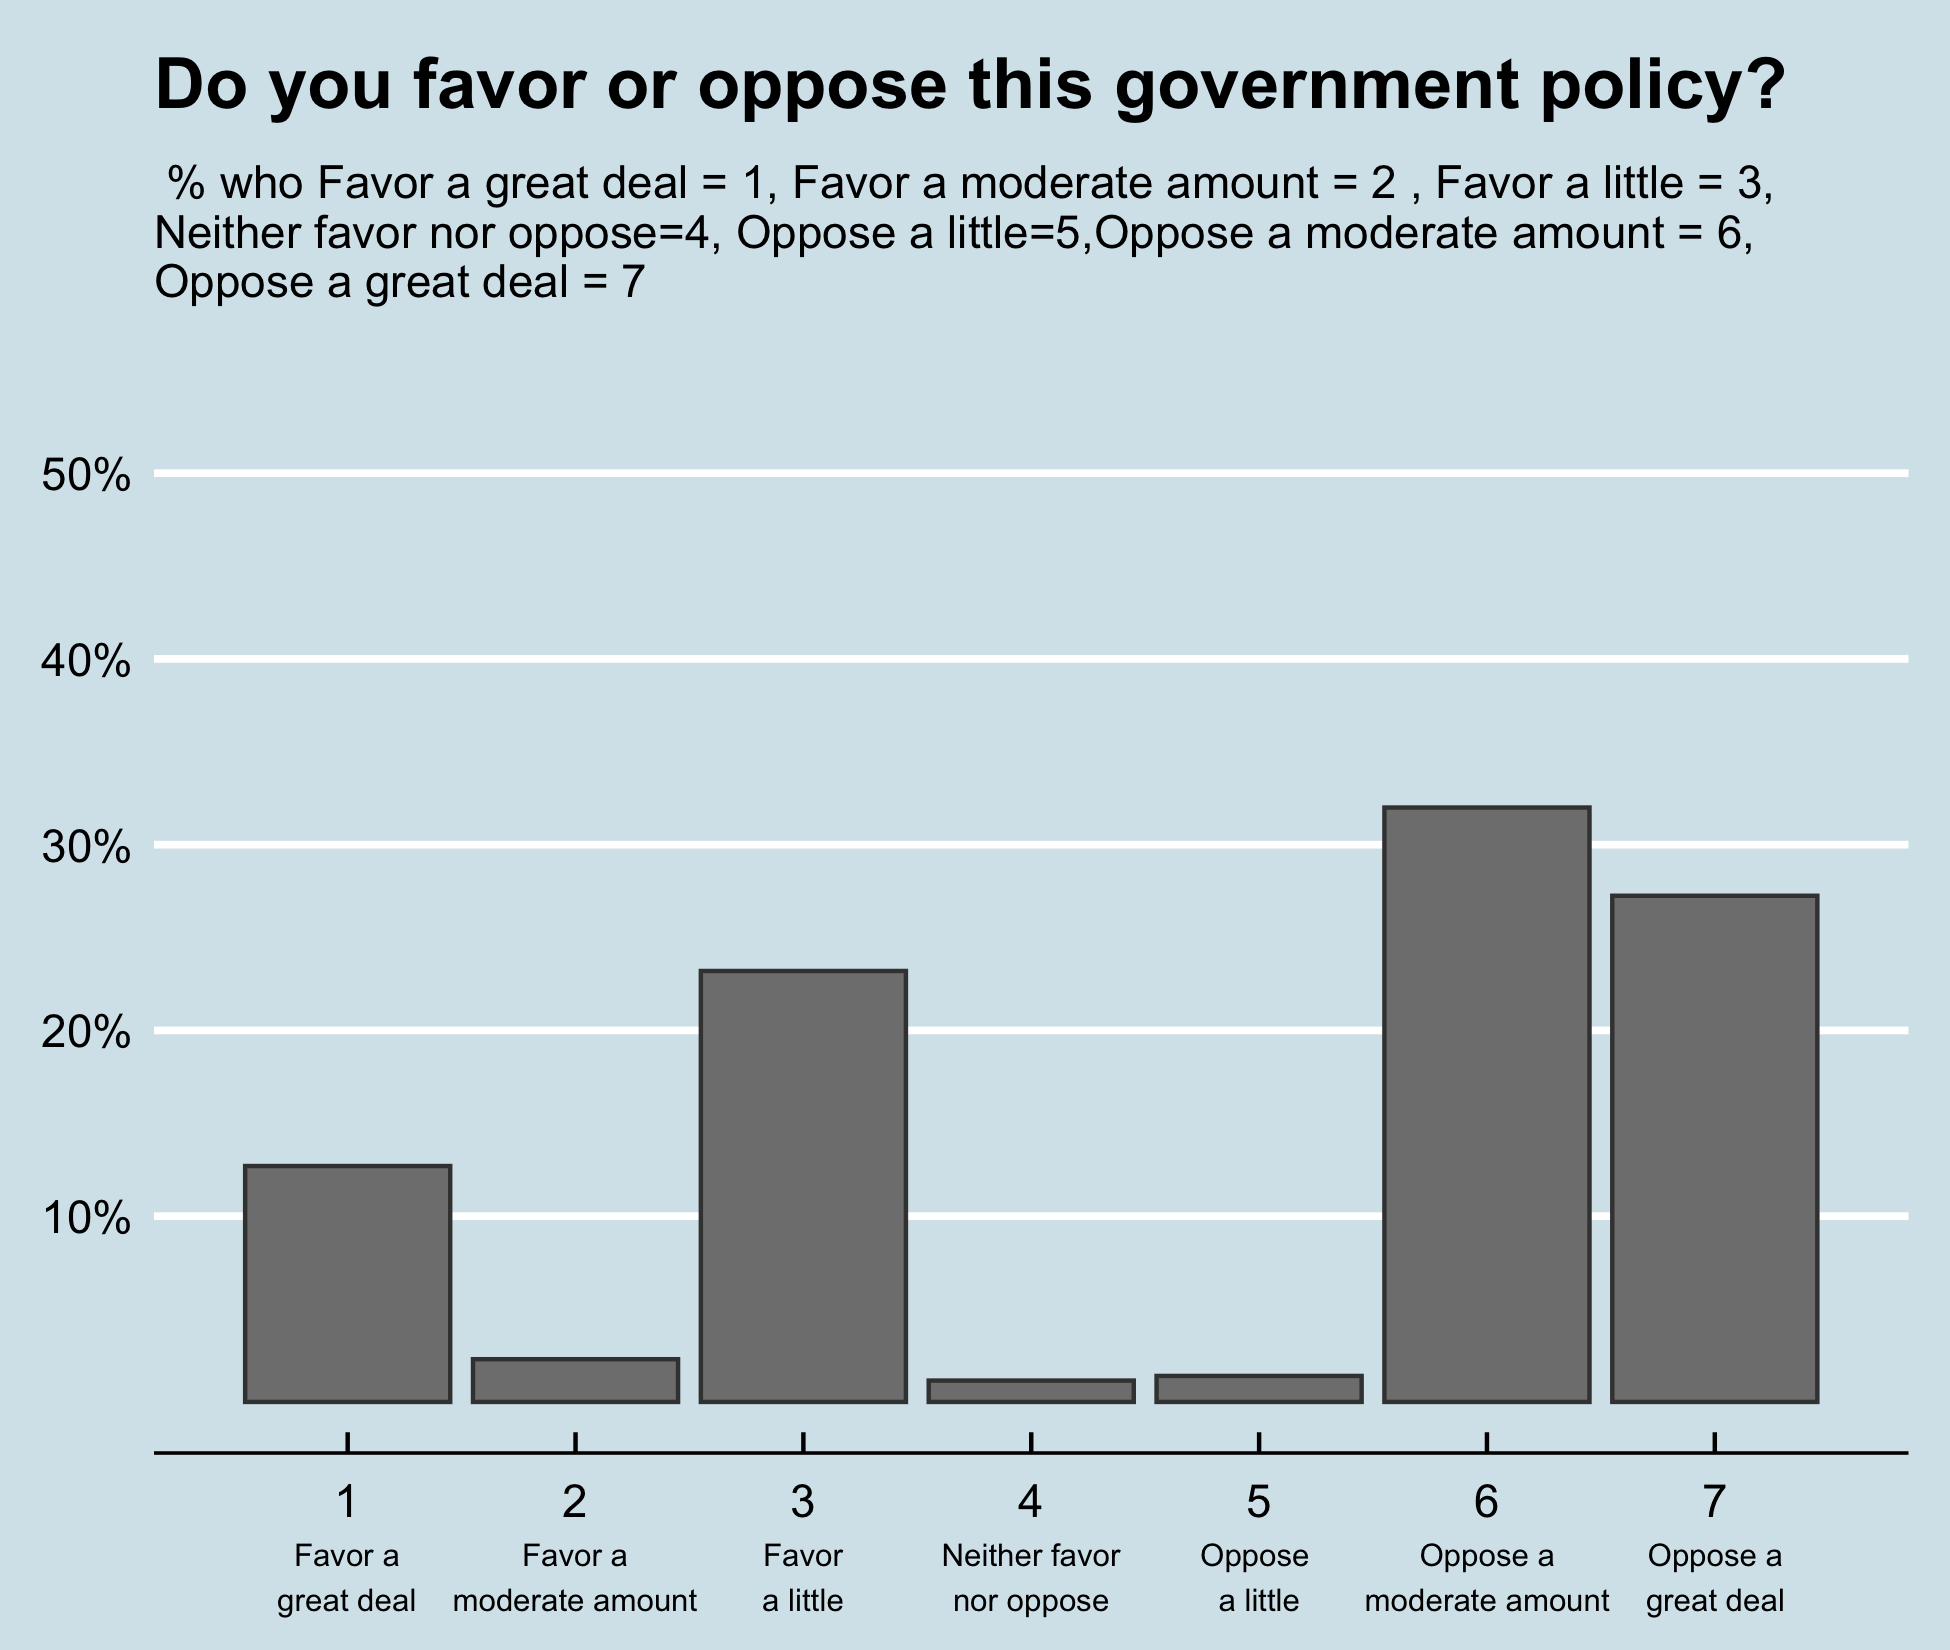 Do you favor or oppose this government policy?
% who Favor a great deal = 1, Favor a moderate amount = 2 , Favor a little = 3,
Neither favor nor oppose=4, Oppose a little=5,Oppose a moderate amount = 6,
Oppose a great deal = 7
50%
40%
30%
20%
10%
1 2 3 4 5 6 7
Favor a Favor a Favor Neither favor Oppose Oppose a Oppose a
great deal moderate amount a little nor oppose a little moderate amount great deal